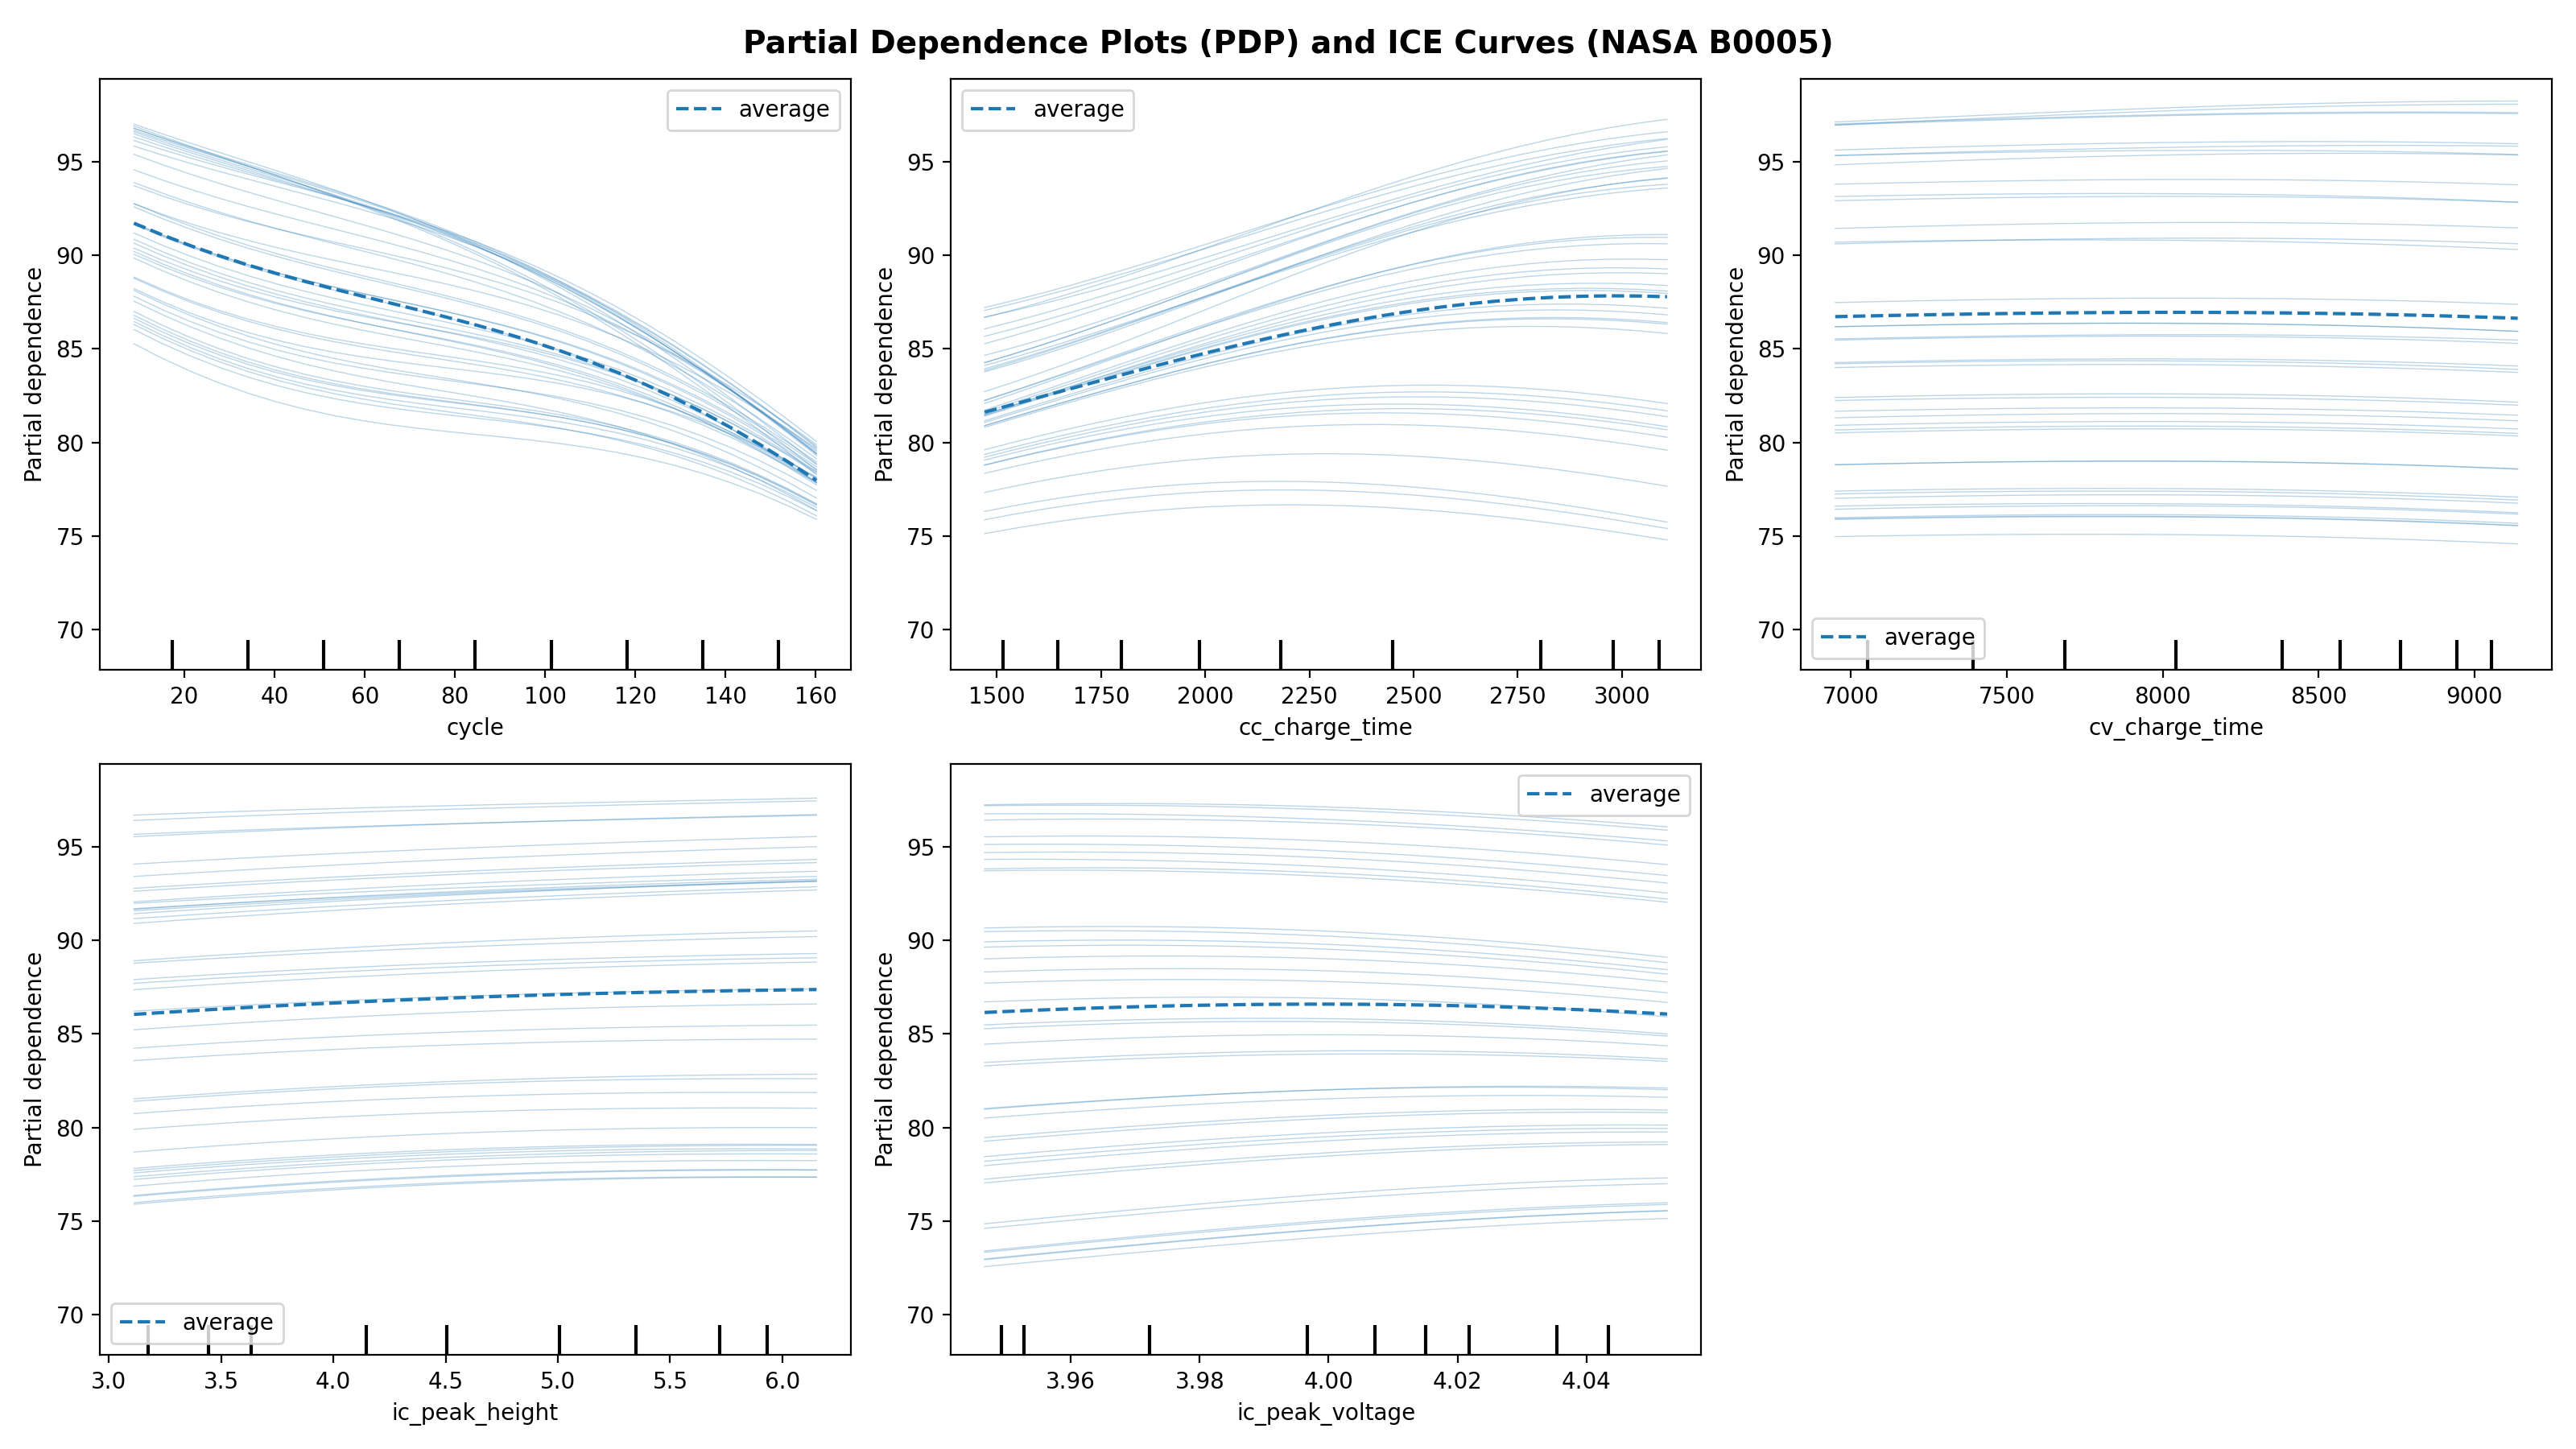 Partial Dependence Plots (PDP) and ICE Curves (NASA B0005)
average
95
90
85
80
75
70
Partial dependence
20 40 60 80 100 120 140 160
cycle
average
95
90
85
80
75
70
Partial dependence
1500 1750 2000 2250 2500 2750 3000
cc_charge_time
95
90
85
80
75
70
Partial dependence
average
7000 7500 8000 8500 9000
cv_charge_time
95
90
85
80
75
70
Partial dependence
average
3.0 3.5 4.0 4.5 5.0 5.5 6.0
ic_peak_height
average
95
90
85
80
75
70
Partial dependence
3.96 3.98 4.00 4.02 4.04
ic_peak_voltage